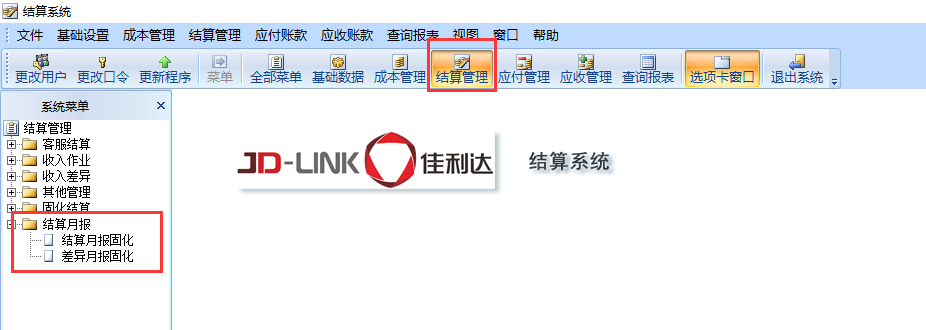 结算系统
文件 基础设置 成本管理 结算管理 应付账款 应收账款 查询报表 视图 窗口 帮助
更改用户 更改口令 更新程序 菜单 全部菜单 基础数据 成本管理 结算管理 应付管理 应收管理 查询报表 选项卡窗口 退出系统
系统菜单
结算管理
客服结算
收入作业
收入差异
其他管理
固化结算
结算月报
结算月报固化
差异月报固化
JD-LINK 佳利达 结算系统